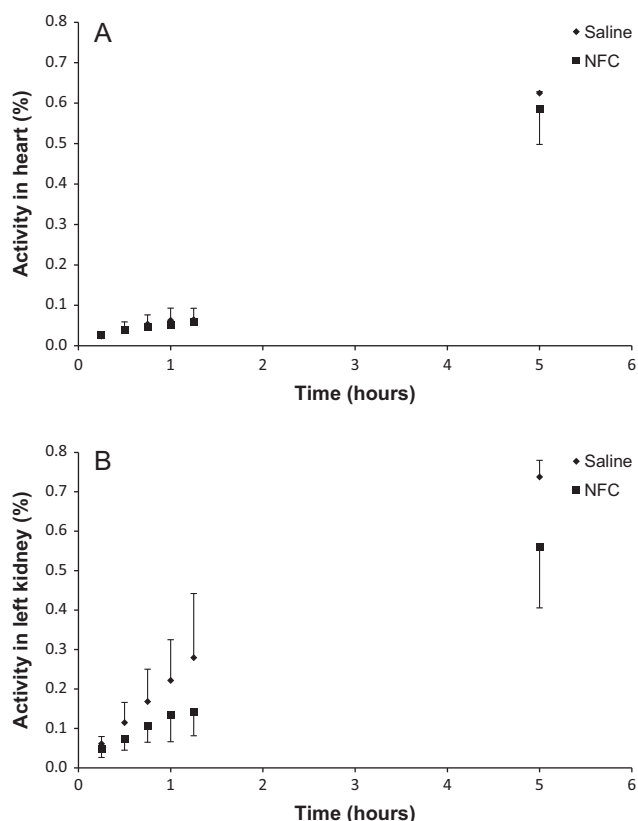 A
Saline
NFC
Activity in heart (%)
0.8
0.7
0.6
0.5
0.4
0.3
0.2
0.1
0.0
0 1 2 3 4 5 6
Time (hours)
B
Saline
NFC
Activity in left kidney (%)
0.8
0.7
0.6
0.5
0.4
0.3
0.2
0.1
0.0
0 1 2 3 4 5 6
Time (hours)